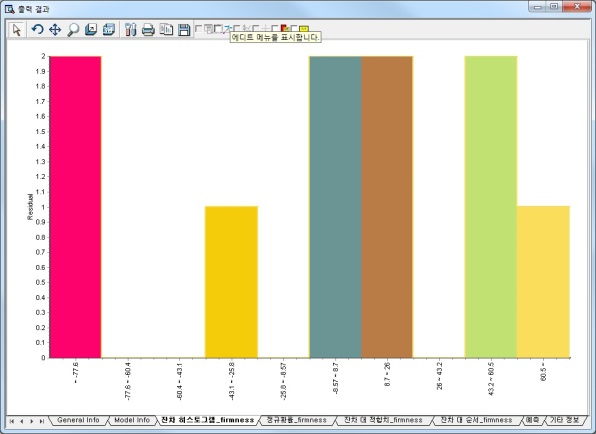 출력 결과
에디트 메뉴를 표시합니다.
2
1.9
1.8
1.7
1.6
1.5
1.4
1.3
1.2
1.1
1
0.9
0.8
0.7
0.6
0.5
0.4
0.3
0.2
0.1
0
Residual
~ -77.6
-77.6 ~ -60.4
-60.4 ~ -43.1
-43.1 ~ -25.8
-25.8 ~ -8.57
-8.57 ~ 8.7
8.7 ~ 26
26 ~ 43.2
43.2 ~ 60.5
60.5 ~
General Info
Model Info
잔차 히스토그램_firmness
정규확률_firmness
잔차 대 적합치_firmness
잔차 대 순서_firmness
예측
기타 정보